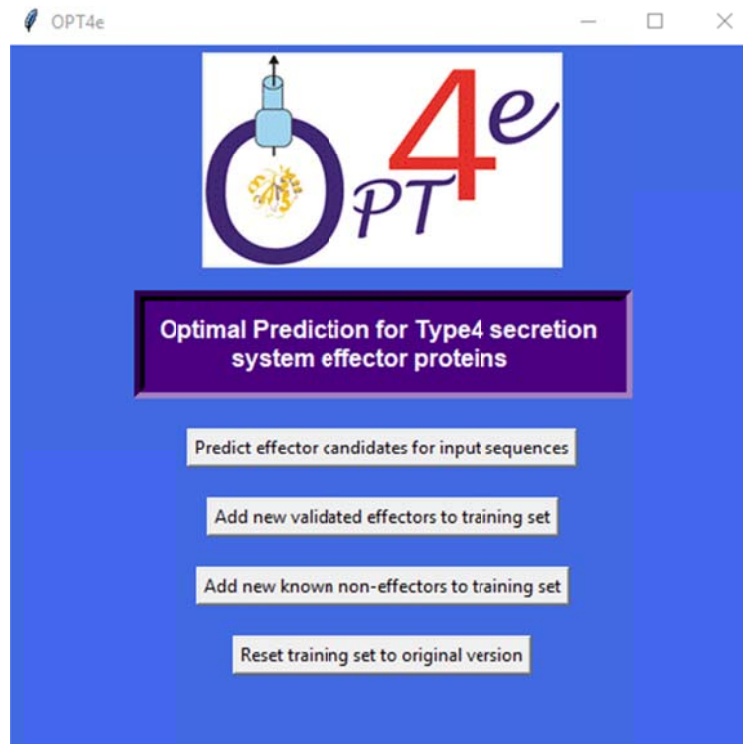 OPT4e
OPT4e
Optimal Prediction for Type4 secretion
system effector proteins
Predict effector candidates for input sequences
Add new validated effectors to training set
Add new known non-effectors to training set
Reset training set to original version